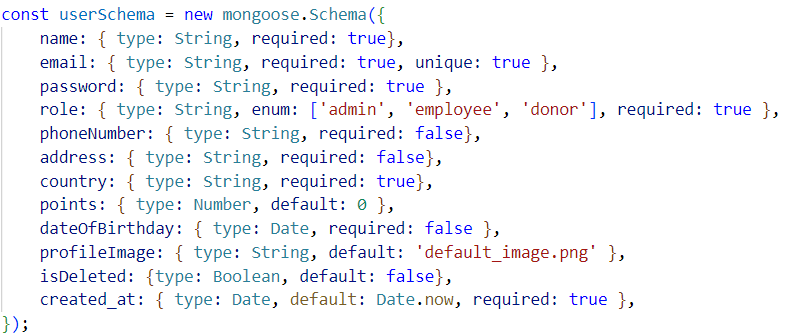 const userSchema = new mongoose.Schema({
    name: { type: String, required: true},
    email: { type: String, required: true, unique: true },
    password: { type: String, required: true },
    role: { type: String, enum: ['admin', 'employee', 'donor'], required: true },
    phoneNumber: { type: String, required: false},
    address: { type: String, required: false},
    country: { type: String, required: true},
    points: { type: Number, default: 0 },
    dateOfBirthday: { type: Date, required: false },
    profileImage: { type: String, default: 'default_image.png' },
    isDeleted: {type: Boolean, default: false},
    created_at: { type: Date, default: Date.now, required: true },
});